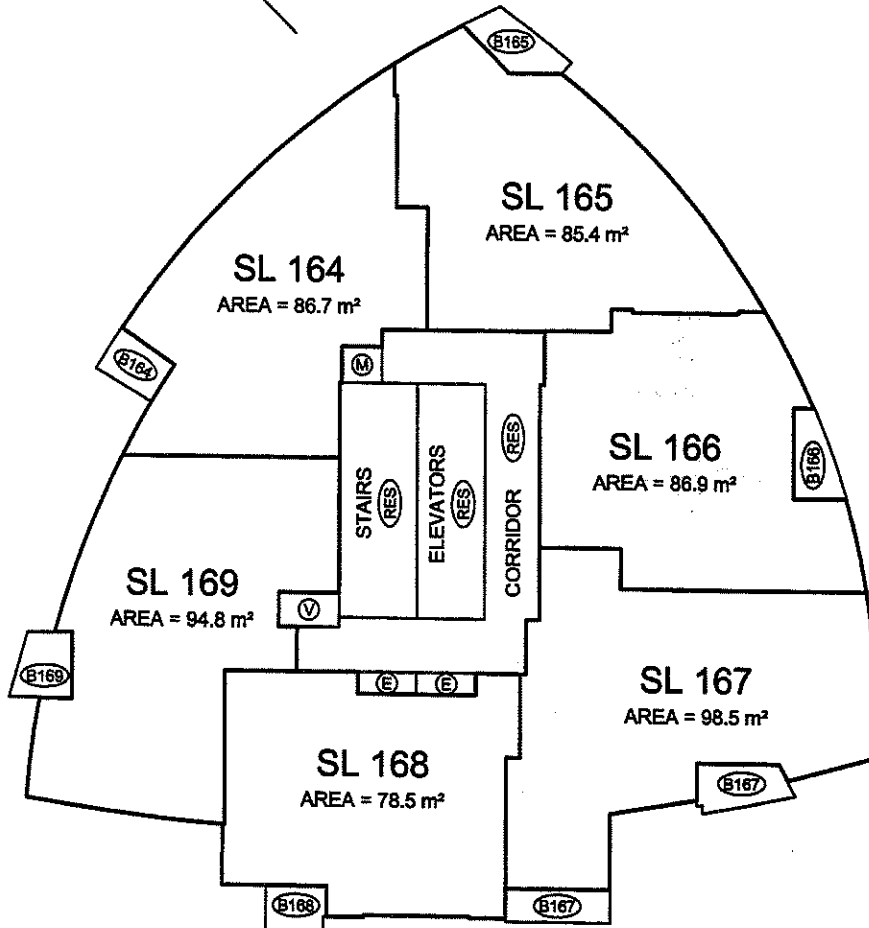 B165
SL 165
AREA = 85.4 m²
SL 164
AREA = 86.7 m²
B164
M
RES
SL 166
AREA = 86.9 m²
B166
STAIRS
RES
ELEVATORS
RES
CORRIDOR
SL 169
AREA = 94.8 m²
V
B169
E
E
SL 167
AREA = 98.5 m²
SL 168
AREA = 78.5 m²
B167
B168
B167